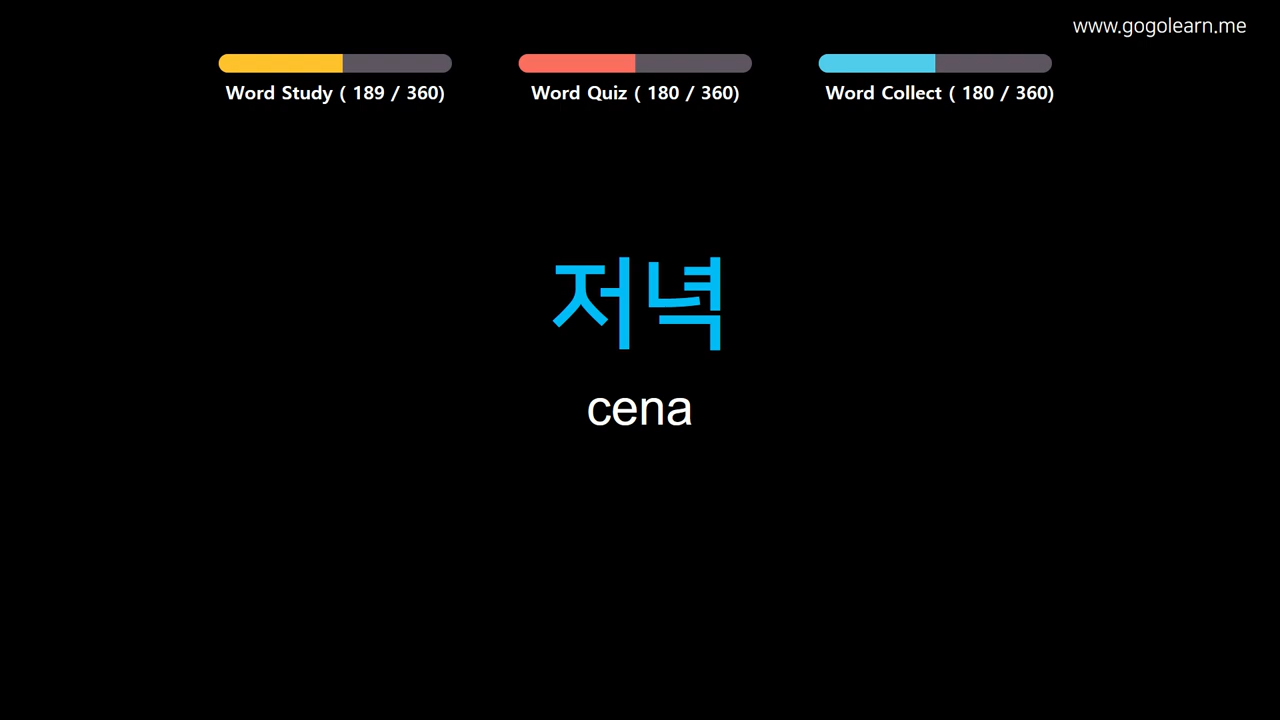 www.gogolearn.me
Word Study ( 189 / 360)
Word Quiz ( 180 / 360)
Word Collect ( 180 / 360)
저녁
cena